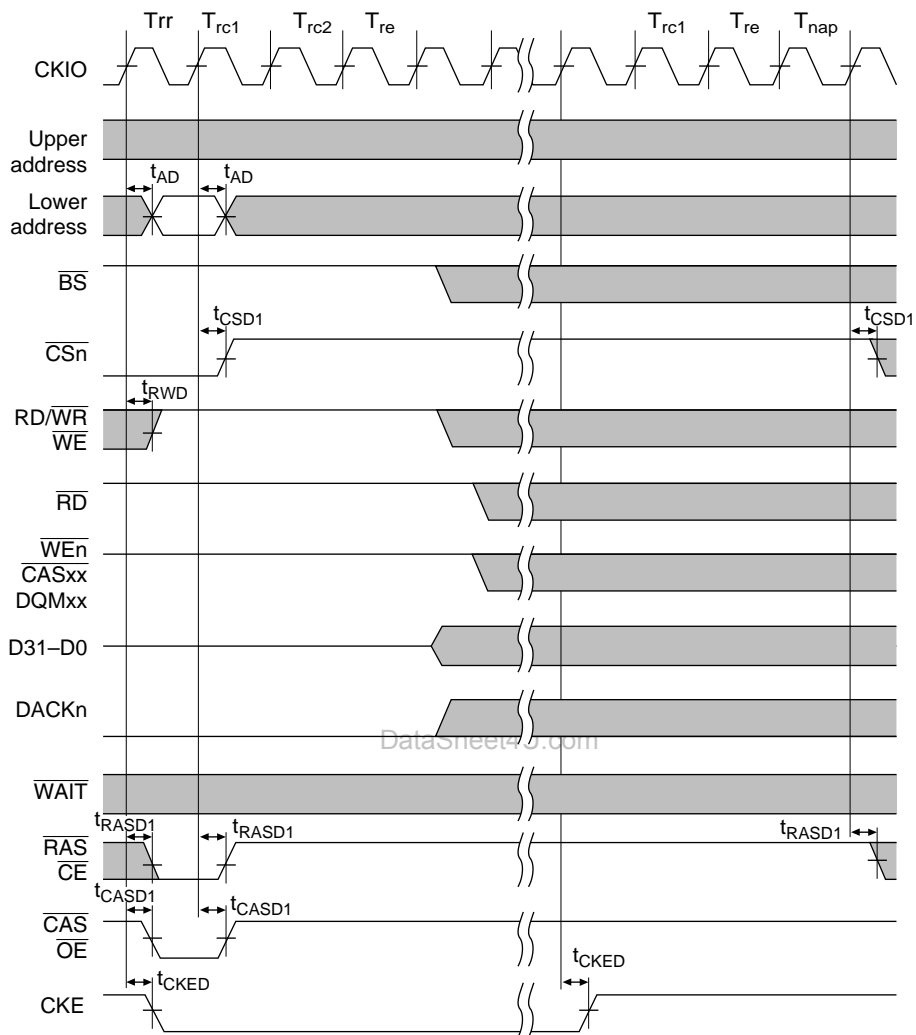 Trr Trc1 Trc2 Tre Trc1 Tre Tnap
CKIO
Upper
address
tAD tAD
Lower
address
BS
tCSD1 tCSD1
CSn
tRWD
RD/WR
WE
RD
WEn
CASxx
DQMxx
D31–D0
DACKn
DataSheet4U.com
WAIT
tRASD1 tRASD1 tRASD1
RAS
CE
tCASD1 tCASD1
CAS
OE
tCKED tCKED
CKE